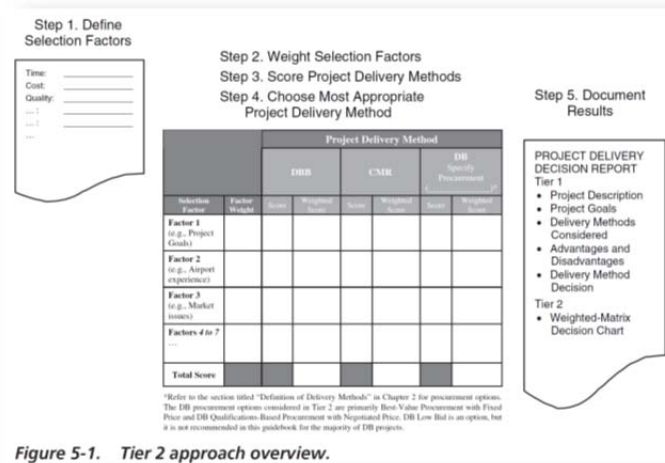 Step 1. Define
Selection Factors
Time:
Cost:
Quality:
... :
... :
...
Step 2. Weight Selection Factors
Step 3. Score Project Delivery Methods
Step 4. Choose Most Appropriate
Project Delivery Method
Project Delivery Method
DBB
CMR
DB
Specify
Procurement
( )*
Selection
Factor
Factor
Weight
Score
Weighted
Score
Score
Weighted
Score
Score
Weighted
Score
Factor 1
(e.g., Project
Goals)
Factor 2
(e.g., Airport
experience)
Factor 3
(e.g., Market
issues)
Factors 4 to 7
...
Total Score
*Refer to the section titled "Definition of Delivery Methods" in Chapter 2 for procurement options.
The DB procurement options considered in Tier 2 are primarily Best-Value Procurement with Fixed
Price and DB Qualifications-Based Procurement with Negotiated Price. DB Low Bid is an option, but
it is not recommended in this guidebook for the majority of DB projects.
Step 5. Document
Results
PROJECT DELIVERY
DECISION REPORT
Tier 1
• Project Description
• Project Goals
• Delivery Methods
Considered
• Advantages and
Disadvantages
• Delivery Method
Decision
Tier 2
• Weighted-Matrix
Decision Chart
Figure 5-1. Tier 2 approach overview.